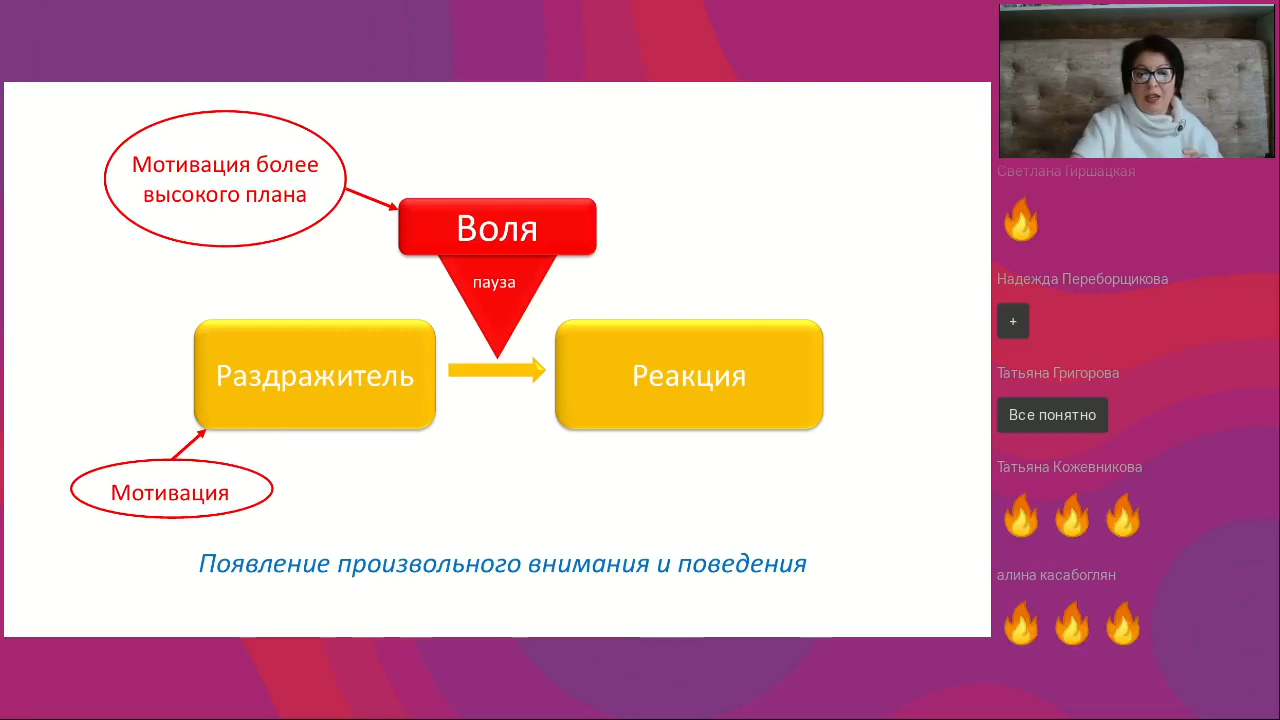 Мотивация более
высокого плана
Воля
пауза
Раздражитель
Реакция
Мотивация
Появление произвольного внимания и поведения
Светлана Гиршацкая
Надежда Переборщикова
+
Татьяна Григорова
Все понятно
Татьяна Кожевникова
алина касабоглян